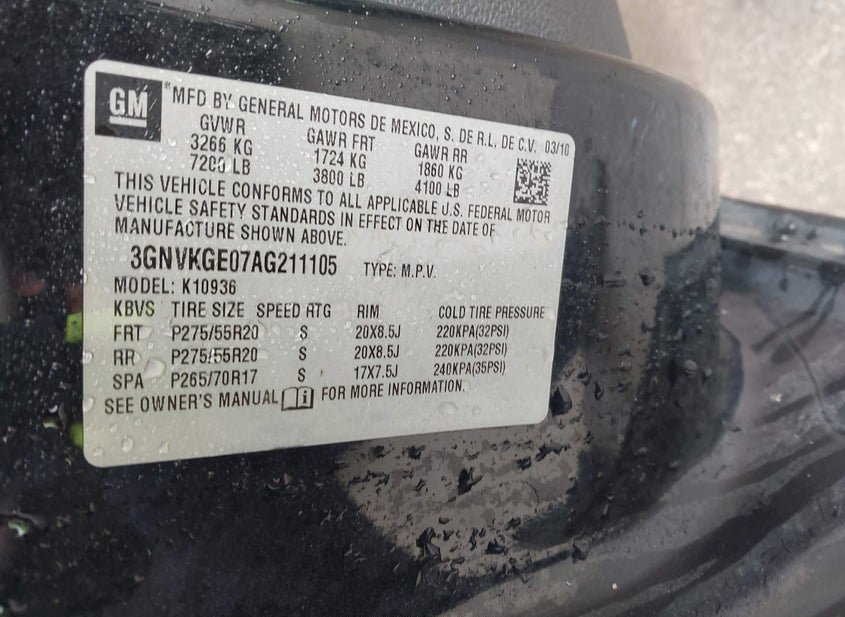 GM ®MFD BY GENERAL MOTORS DE MEXICO, S. DE R.L. DE C.V. 03/10
GVWR GAWR FRT GAWR RR
3266 KG 1724 KG 1860 KG
7200 LB 3800 LB 4100 LB
THIS VEHICLE CONFORMS TO ALL APPLICABLE U.S. FEDERAL MOTOR
VEHICLE SAFETY STANDARDS IN EFFECT ON THE DATE OF
MANUFACTURE SHOWN ABOVE.
3GNVKGE07AG211105 TYPE: M.P.V.
MODEL: K10936
KBVS TIRE SIZE SPEED RTG RIM COLD TIRE PRESSURE
FRT P275/55R20 S 20X8.5J 220KPA(32PSI)
RR P275/55R20 S 20X8.5J 220KPA(32PSI)
SPA P265/70R17 S 17X7.5J 240KPA(35PSI)
SEE OWNER'S MANUAL i FOR MORE INFORMATION.